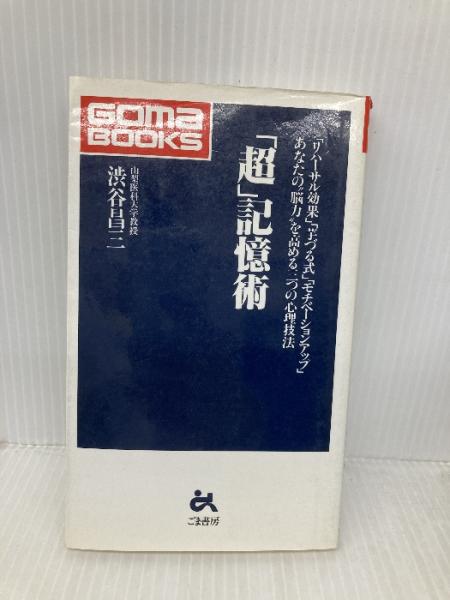 GOMA
BOOKS
「リハーサル効果」「芋づる式」「モチベーションアップ」
あなたの“脳力”を高める三つの心理技法
「超」記憶術
山梨医科大学教授
渋谷昌三
ごま書房